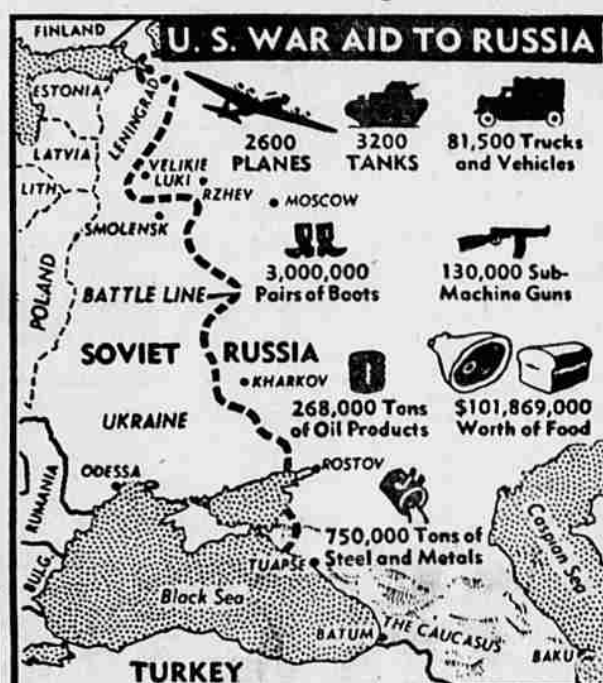 U. S. WAR AID TO RUSSIA
FINLAND
ESTONIA
LENINGRAD
LATVIA
LITH.
VELIKIE
LUKI
RZHEV
MOSCOW
SMOLENSK
2600
PLANES
3200
TANKS
81,500 Trucks
and Vehicles
3,000,000
Pairs of Boots
130,000 Sub-
Machine Guns
POLAND
BATTLE LINE
SOVIET RUSSIA
KHARKOV
UKRAINE
268,000 Tons
of Oil Products
$101,869,000
Worth of Food
RUMANIA
ODESSA
ROSTOV
750,000 Tons of
Steel and Metals
BULG.
TUAPSE
Black Sea
Caspian Sea
BATUM
THE CAUCASUS
BAKU
TURKEY